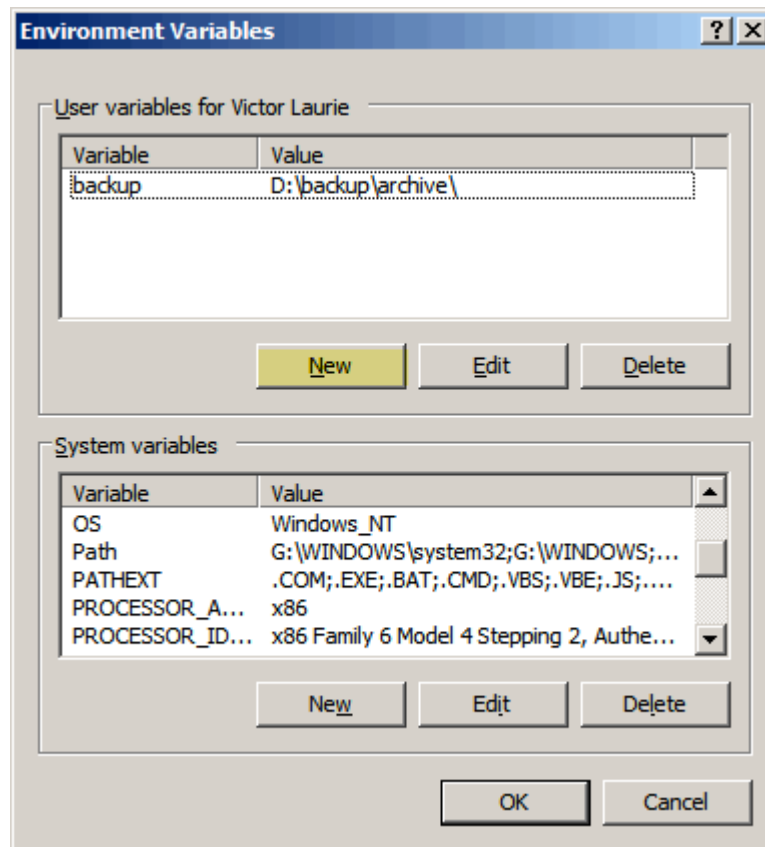 Environment Variables
User variables for Victor Laurie
Variable Value
backup D:\backup\archive\
New Edit Delete
System variables
Variable Value
OS Windows_NT
Path G:\WINDOWS\system32;G:\WINDOWS;...
PATHEXT .COM;.EXE;.BAT;.CMD;.VBS;.VBE;.JS;....
PROCESSOR_A... x86
PROCESSOR_ID... x86 Family 6 Model 4 Stepping 2, Authe...
New Edit Delete
OK Cancel